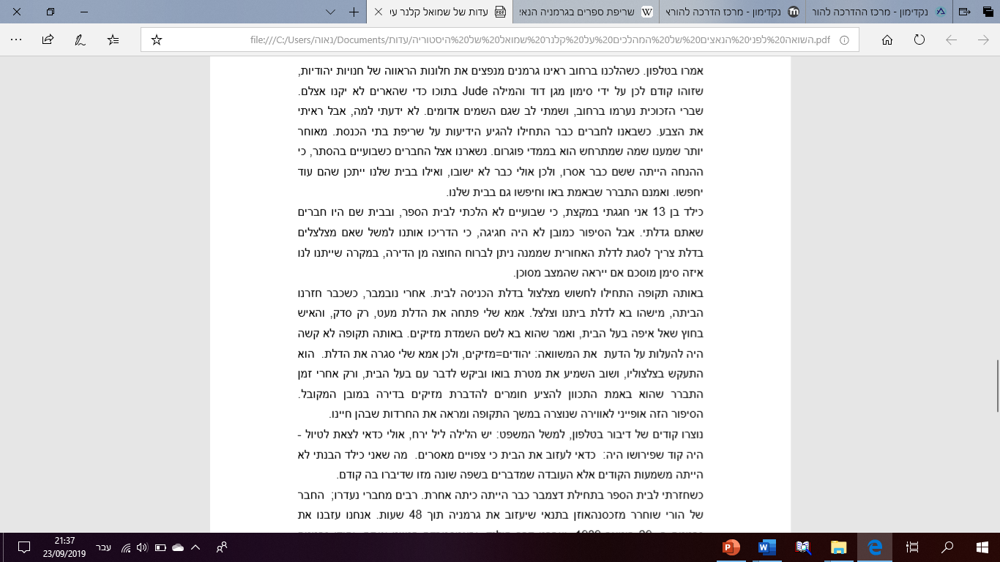 נקדימון - מרכז ההדרכה להור
נקדימון - מרכז הדרכה להורא
שריפת ספרים בגרמניה הנאצ
עדות של שמואל קלנר עי
file:///C:/Users/נאוה/Documents/עדות/היסטוריה%20של%20שמואל%20קלנר%20על%20המהלכים%20של%20הנאצים%20לפני%20השואה.pdf
אמרו בטלפון. כשהלכנו ברחוב ראינו גרמנים מנפצים את חלונות הראווה של חנויות יהודיות,
שזוהו קודם לכן על ידי סימון מגן דוד והמילה Jude בתוכו כדי שהארים לא יקנו אצלם.
שברי הזכוכית נערמו ברחוב, ושמתי לב שגם השמים אדומים. לא ידעתי למה, אבל ראיתי
את הצבע. כשבאנו לחברים כבר התחילו להגיע הידיעות על שריפת בתי הכנסת. מאוחר
יותר שמענו שמה שמתרחש הוא בממדי פוגרום. נשארנו אצל החברים כשבועיים בהסתר, כי
ההנחה הייתה ששם כבר אסרו, ולכן אולי כבר לא ישובו, ואילו בבית שלנו ייתכן שהם עוד
יחפשו. ואמנם התברר שבאמת באו וחיפשו גם בבית שלנו.
כילד בן 13 אני חגגתי במקצת, כי שבועיים לא הלכתי לבית הספר, ובבית שם היו חברים
שאתם גדלתי. אבל הסיפור כמובן לא היה חגיגה, כי הדריכו אותנו למשל שאם מצלצלים
בדלת צריך לסגת לדלת האחורית שממנה ניתן לברוח החוצה מן הדירה, במקרה שייתנו לנו
איזה סימן מוסכם אם ייראה שהמצב מסוכן.
באותה תקופה התחילו לחשוש מצלצול בדלת הכניסה לבית. אחרי נובמבר, כשכבר חזרנו
הביתה, מישהו בא לדלת ביתנו וצלצל. אמא שלי פתחה את הדלת מעט, רק סדק, והאיש
בחוץ שאל איפה בעל הבית, ואמר שהוא בא לשם השמדת מזיקים. באותה תקופה לא קשה
היה להעלות על הדעת  את המשוואה: יהודים=מזיקים, ולכן אמא שלי סגרה את הדלת.  הוא
התעקש בצלצוליו, ושוב השמיע את מטרת בואו וביקש לדבר עם בעל הבית, ורק אחרי זמן
התברר שהוא באמת התכוון להציע חומרים להדברת מזיקים בדירה במובן המקובל.
הסיפור הזה אופייני לאווירה שנוצרה במשך התקופה ומראה את החרדות שבהן חיינו.
נוצרו קודים של דיבור בטלפון, למשל המשפט: יש הלילה ליל ירח, אולי כדאי לצאת לטיול -
היה קוד שפירושו היה:  כדאי לעזוב את הבית כי צפויים מאסרים.  מה שאני כילד הבנתי לא
הייתה משמעות הקודים אלא העובדה שמדברים בשפה שונה מזו שדיברו בה קודם.
כשחזרתי לבית הספר בתחילת דצמבר כבר הייתה כיתה אחרת. רבים מחברי נעדרו;  החבר
של הורי שוחרר מזכסנהאוזן בתנאי שיעזוב את גרמניה תוך 48 שעות. אנחנו עזבנו את
עבר
21:37
23/09/2019